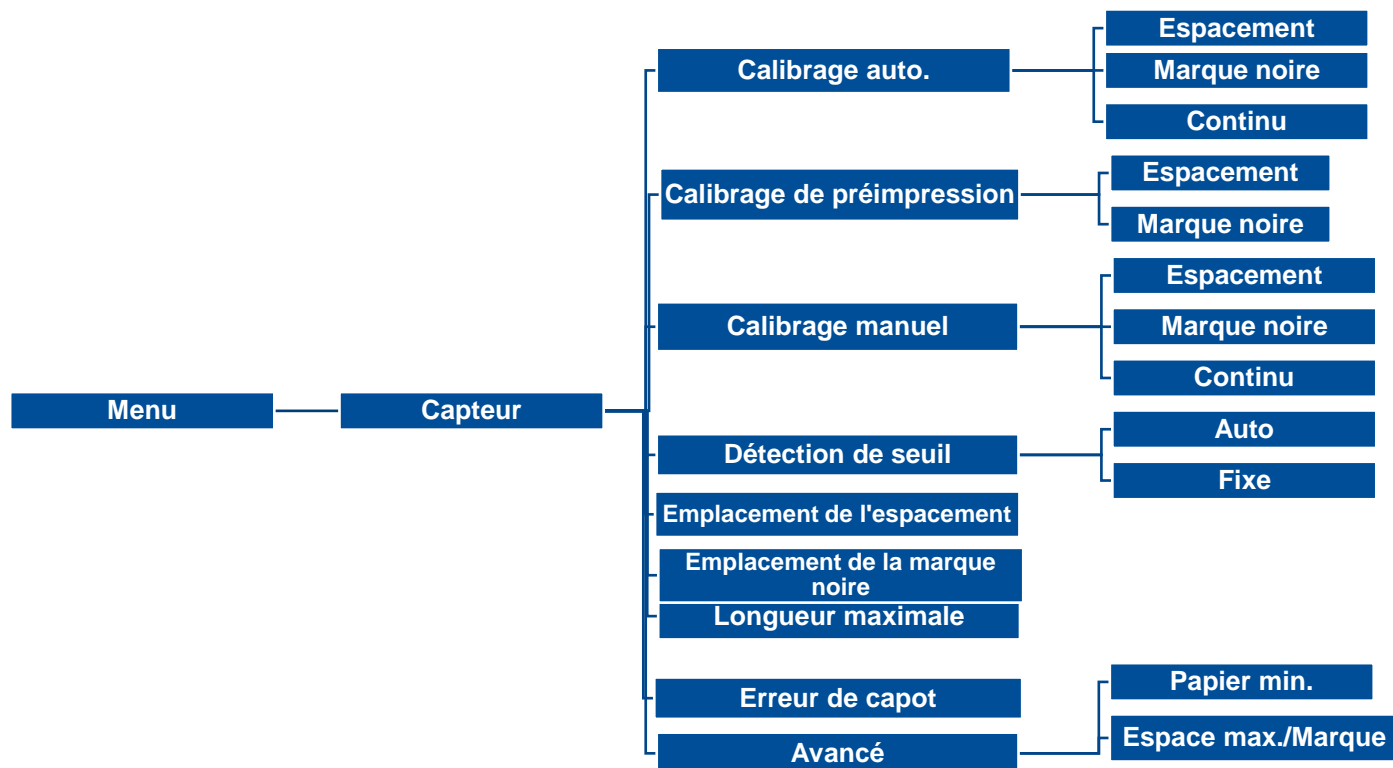 Menu
Capteur
Calibrage auto.
Espacement
Marque noire
Continu
Calibrage de préimpression
Espacement
Marque noire
Calibrage manuel
Espacement
Marque noire
Continu
Détection de seuil
Auto
Fixe
Emplacement de l'espacement
Emplacement de la marque
noire
Longueur maximale
Erreur de capot
Avancé
Papier min.
Espace max./Marque